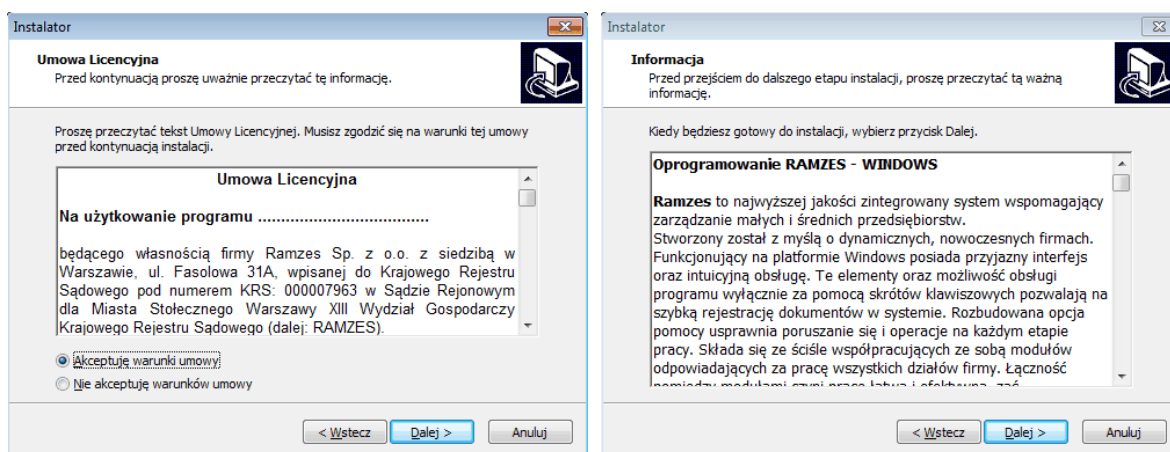 Instalator
Umowa Licencyjna
Przed kontynuacją proszę uważnie przeczytać tę informację.
Proszę przeczytać tekst Umowy Licencyjnej. Musisz zgodzić się na warunki tej umowy
przed kontynuacją instalacji.
Umowa Licencyjna
Na użytkowanie programu .....................................
będącego własnością firmy Ramzes Sp. z o.o. z siedzibą w
Warszawie, ul. Fasolowa 31A, wpisanej do Krajowego Rejestru
Sądowego pod numerem KRS: 000007963 w Sądzie Rejonowym
dla Miasta Stołecznego Warszawy XIII Wydział Gospodarczy
Krajowego Rejestru Sądowego (dalej: RAMZES).
Akceptuję warunki umowy
Nie akceptuję warunków umowy
< Wstecz
Dalej >
Anuluj
Instalator
Informacja
Przed przejściem do dalszego etapu instalacji, proszę przeczytać tą ważną
informację.
Kiedy będziesz gotowy do instalacji, wybierz przycisk Dalej.
Oprogramowanie RAMZES - WINDOWS
Ramzes to najwyższej jakości zintegrowany system wspomagający
zarządzanie małych i średnich przedsiębiorstw.
Stworzony został z myślą o dynamicznych, nowoczesnych firmach.
Funkcjonujący na platformie Windows posiada przyjazny interfejs
oraz intuicyjną obsługę. Te elementy oraz możliwość obsługi
programu wyłącznie za pomocą skrótów klawiszowych pozwalają na
szybką rejestrację dokumentów w systemie. Rozbudowana opcja
pomocy usprawnia poruszanie się i operacje na każdym etapie
pracy. Składa się ze ściśle współpracujących ze sobą modułów
odpowiadających za pracę wszystkich działów firmy. Łączność
pomiędzy modułami czyni pracę łatwą i efektywną, zaś
< Wstecz
Dalej >
Anuluj